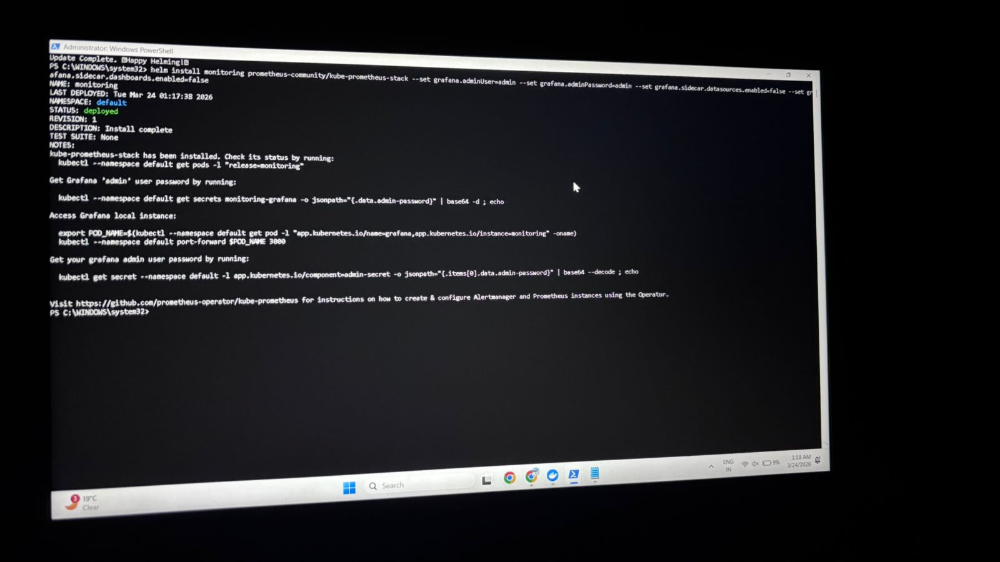 Administrator: Windows PowerShell
Update Complete. ⍰Happy Helming!⍰
PS C:\WINDOWS\system32> helm install monitoring prometheus-community/kube-prometheus-stack --set grafana.adminUser=admin --set grafana.adminPassword=admin --set grafana.sidecar.datasources.enabled=false --set gr
afana.sidecar.dashboards.enabled=false
NAME: monitoring
LAST DEPLOYED: Tue Mar 24 01:17:38 2026
NAMESPACE: default
STATUS: deployed
REVISION: 1
DESCRIPTION: Install complete
TEST SUITE: None
NOTES:
kube-prometheus-stack has been installed. Check its status by running:
  kubectl --namespace default get pods -l "release=monitoring"
Get Grafana 'admin' user password by running:
  kubectl --namespace default get secrets monitoring-grafana -o jsonpath="{.data.admin-password}" | base64 -d ; echo
Access Grafana local instance:
  export POD_NAME=$(kubectl --namespace default get pod -l "app.kubernetes.io/name=grafana,app.kubernetes.io/instance=monitoring" -oname)
  kubectl --namespace default port-forward $POD_NAME 3000
Get your grafana admin user password by running:
  kubectl get secret --namespace default -l app.kubernetes.io/component=admin-secret -o jsonpath="{.items[0].data.admin-password}" | base64 --decode ; echo
Visit https://github.com/prometheus-operator/kube-prometheus for instructions on how to create & configure Alertmanager and Prometheus instances using the Operator.
PS C:\WINDOWS\system32>
3
19°C
Clear
Search
ENG
IN
9%
1:18 AM
3/24/2026